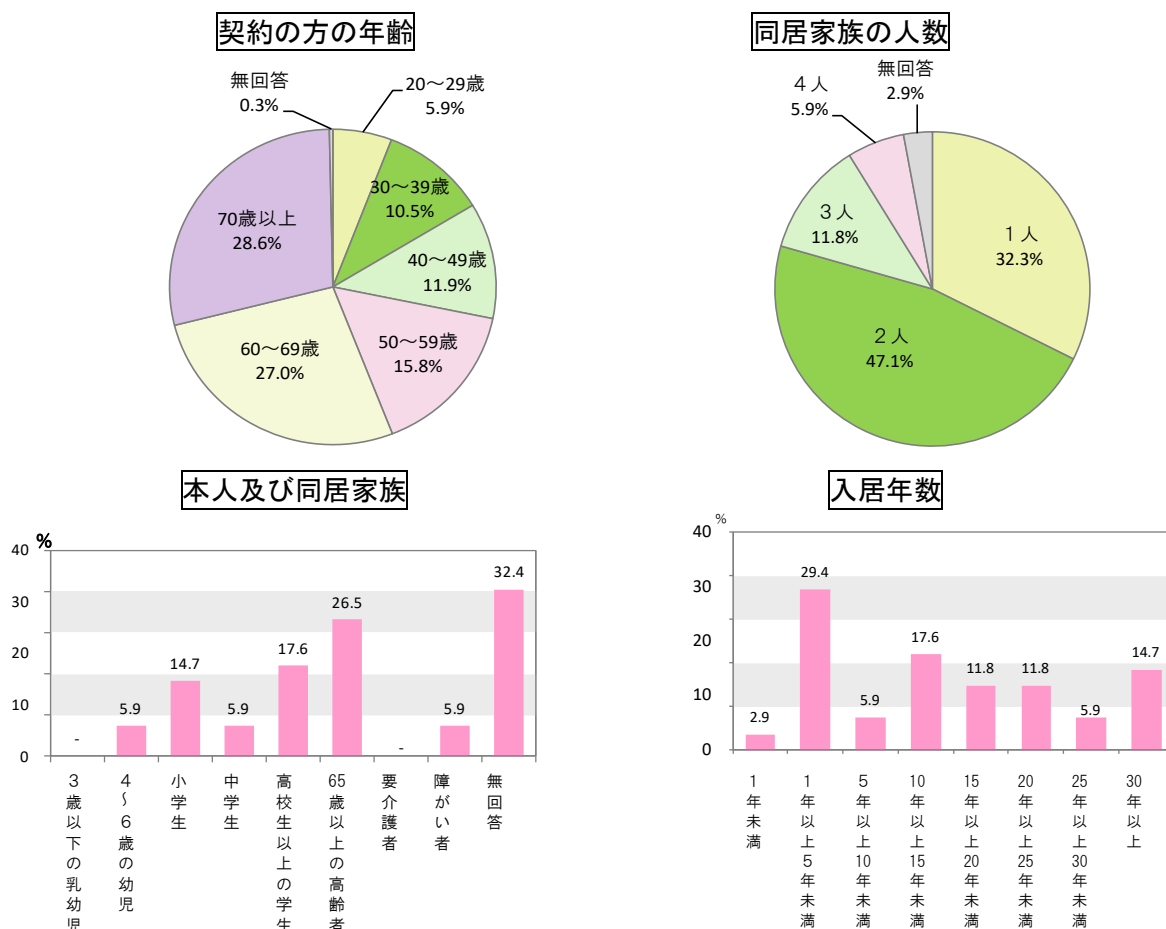 契約の方の年齢
無回答
0.3%
20～29歳
5.9%
30～39歳
10.5%
40～49歳
11.9%
50～59歳
15.8%
60～69歳
27.0%
70歳以上
28.6%
同居家族の人数
無回答
2.9%
４人
5.9%
３人
11.8%
１人
32.3%
２人
47.1%
本人及び同居家族
%
40
30
20
10
0
-
5.9
14.7
5.9
17.6
26.5
-
5.9
32.4
３歳以下の乳幼児
４～６歳の幼児
小学生
中学生
高校生以上の学生
65歳以上の高齢者
要介護者
障がい者
無回答
入居年数
%
40
30
20
10
0
2.9
29.4
5.9
17.6
11.8
11.8
5.9
14.7
1年未満
1年以上5年未満
5年以上10年未満
10年以上15年未満
15年以上20年未満
20年以上25年未満
25年以上30年未満
30年以上